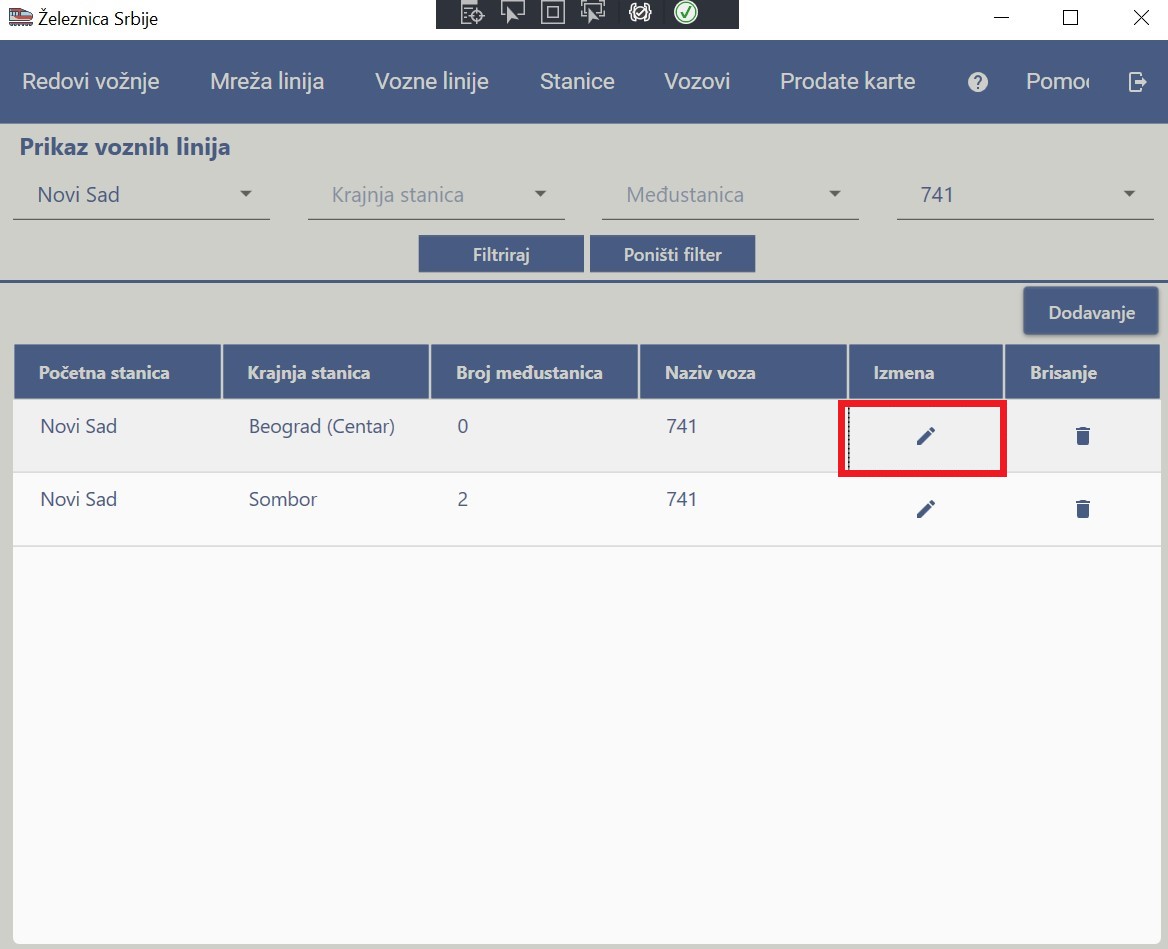 Železnica Srbije
Redovi vožnje Mreža linija Vozne linije Stanice Vozovi Prodate karte ? Pomoc
Prikaz voznih linija
Novi Sad Krajnja stanica Međustanica 741
Filtriraj Poništi filter
Dodavanje
Početna stanica Krajnja stanica Broj međustanica Naziv voza Izmena Brisanje
Novi Sad Beograd (Centar) 0 741
Novi Sad Sombor 2 741